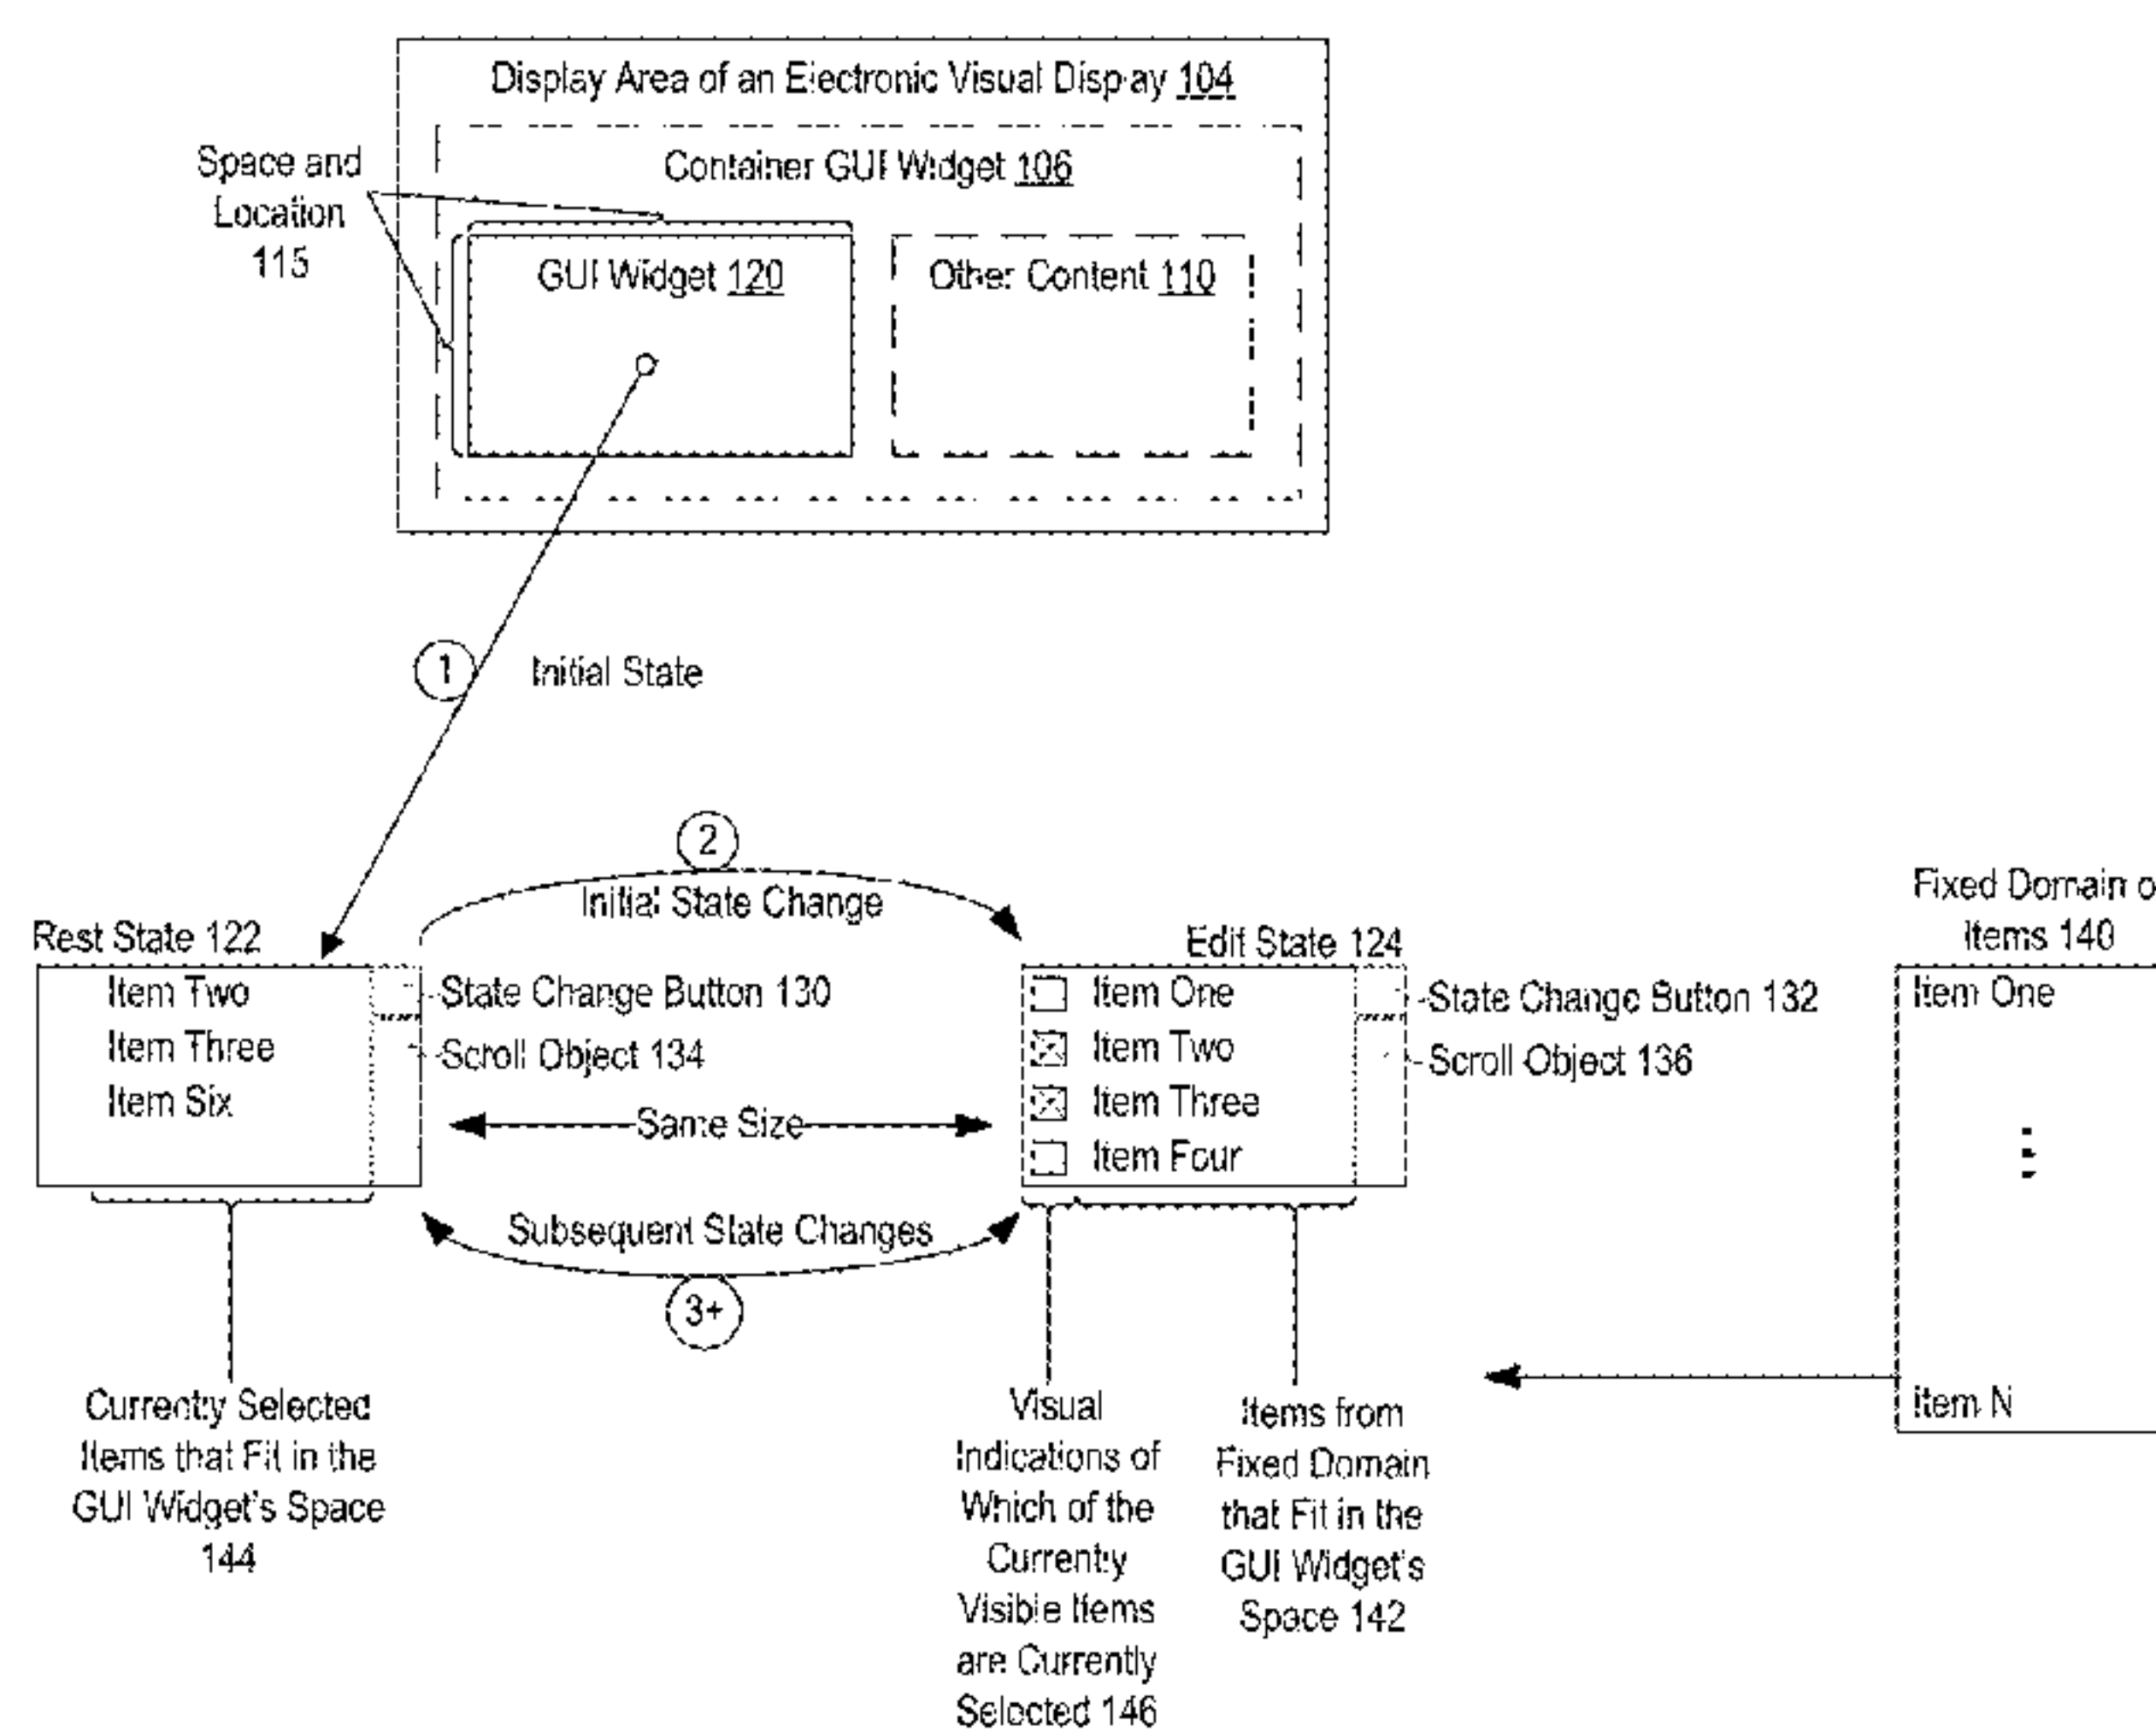 Display Area of an Electronic Visual Display 104
Container GUI Widget 106
Space and
Location
115
GUI Widget 120
Other Content 110
1
Initial State
2
Initial State Change
Rest State 122
Item Two
Item Three
Item Six
State Change Button 130
Scroll Object 134
Same Size
Edit State 124
Item One
Item Two
Item Three
Item Four
State Change Button 132
Scroll Object 136
Fixed Domain o
Items 140
Item One
Item N
Subsequent State Changes
3+
Currently Selected
Items that Fit in the
GUI Widget's Space
144
Visual
Indications of
Which of the
Currently
Visible Items
are Currently
Selected 146
Items from
Fixed Domain
that Fit in the
GUI Widget's
Space 142